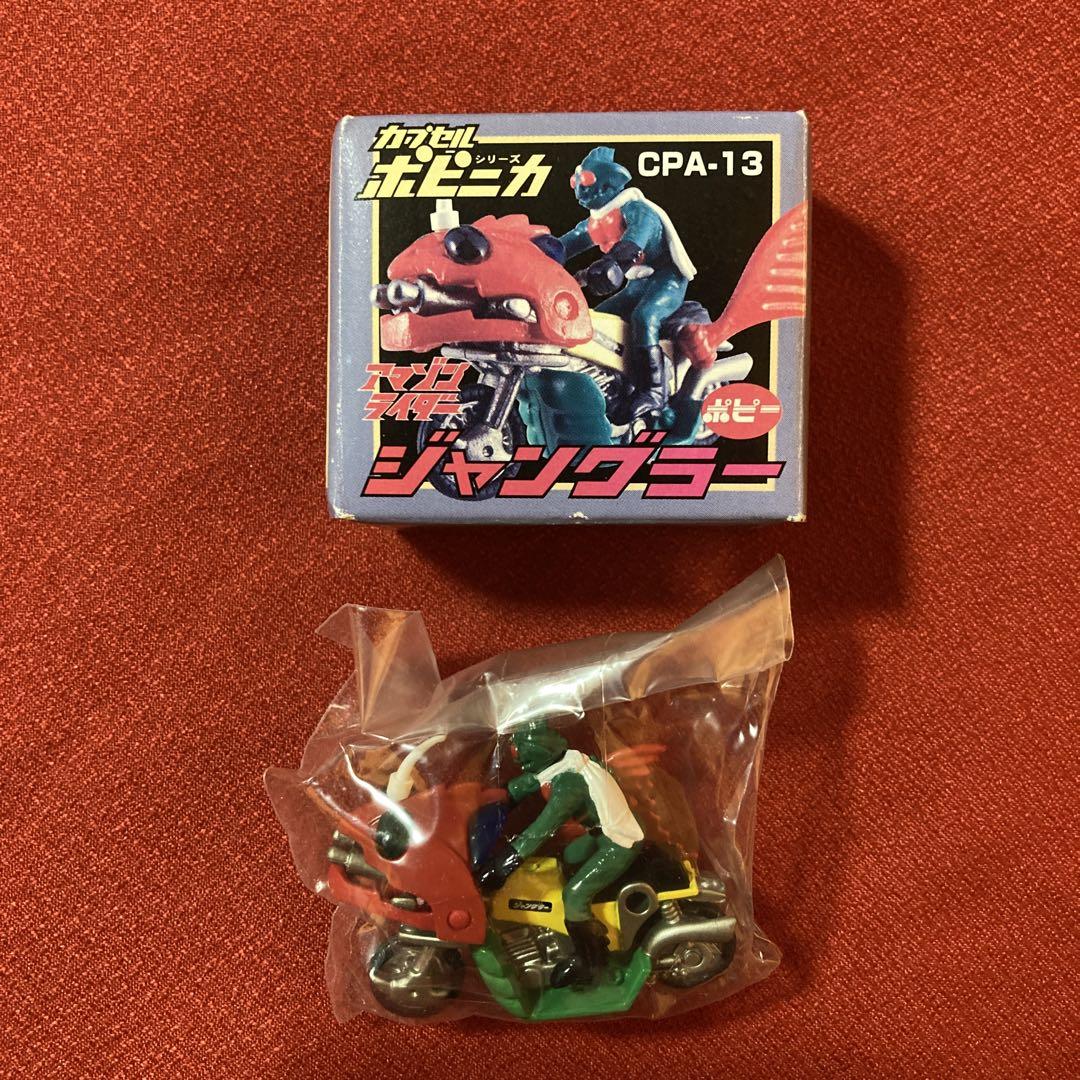 カプセル
ポピニカ
シリーズ
CPA-13
アマゾン
ライダー
ポピー
ジャングラー
ジャングラー